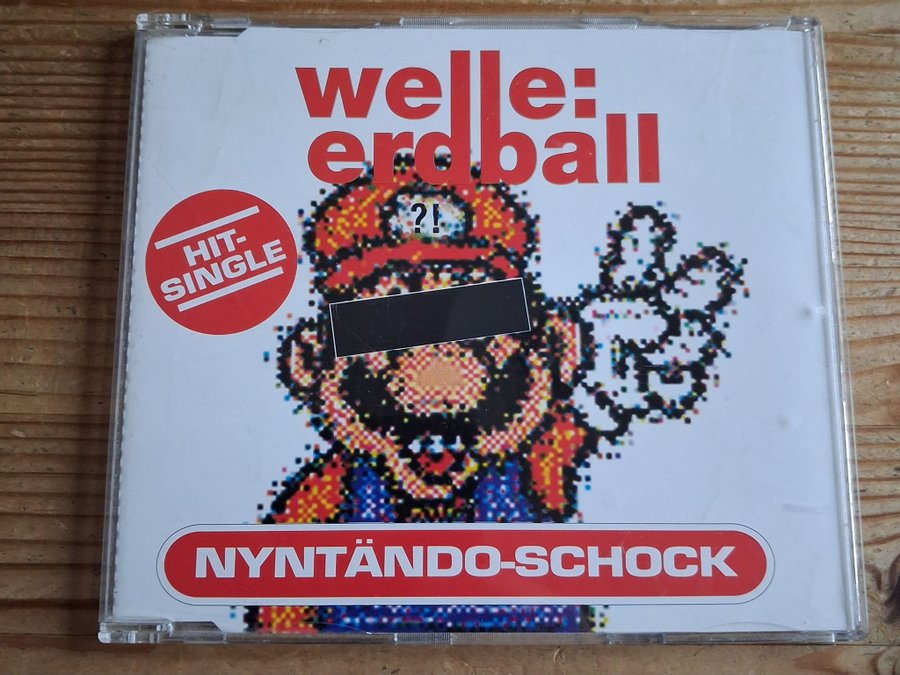 welle:
erdball
?!
HIT-
SINGLE
NYNTÄNDO-SCHOCK